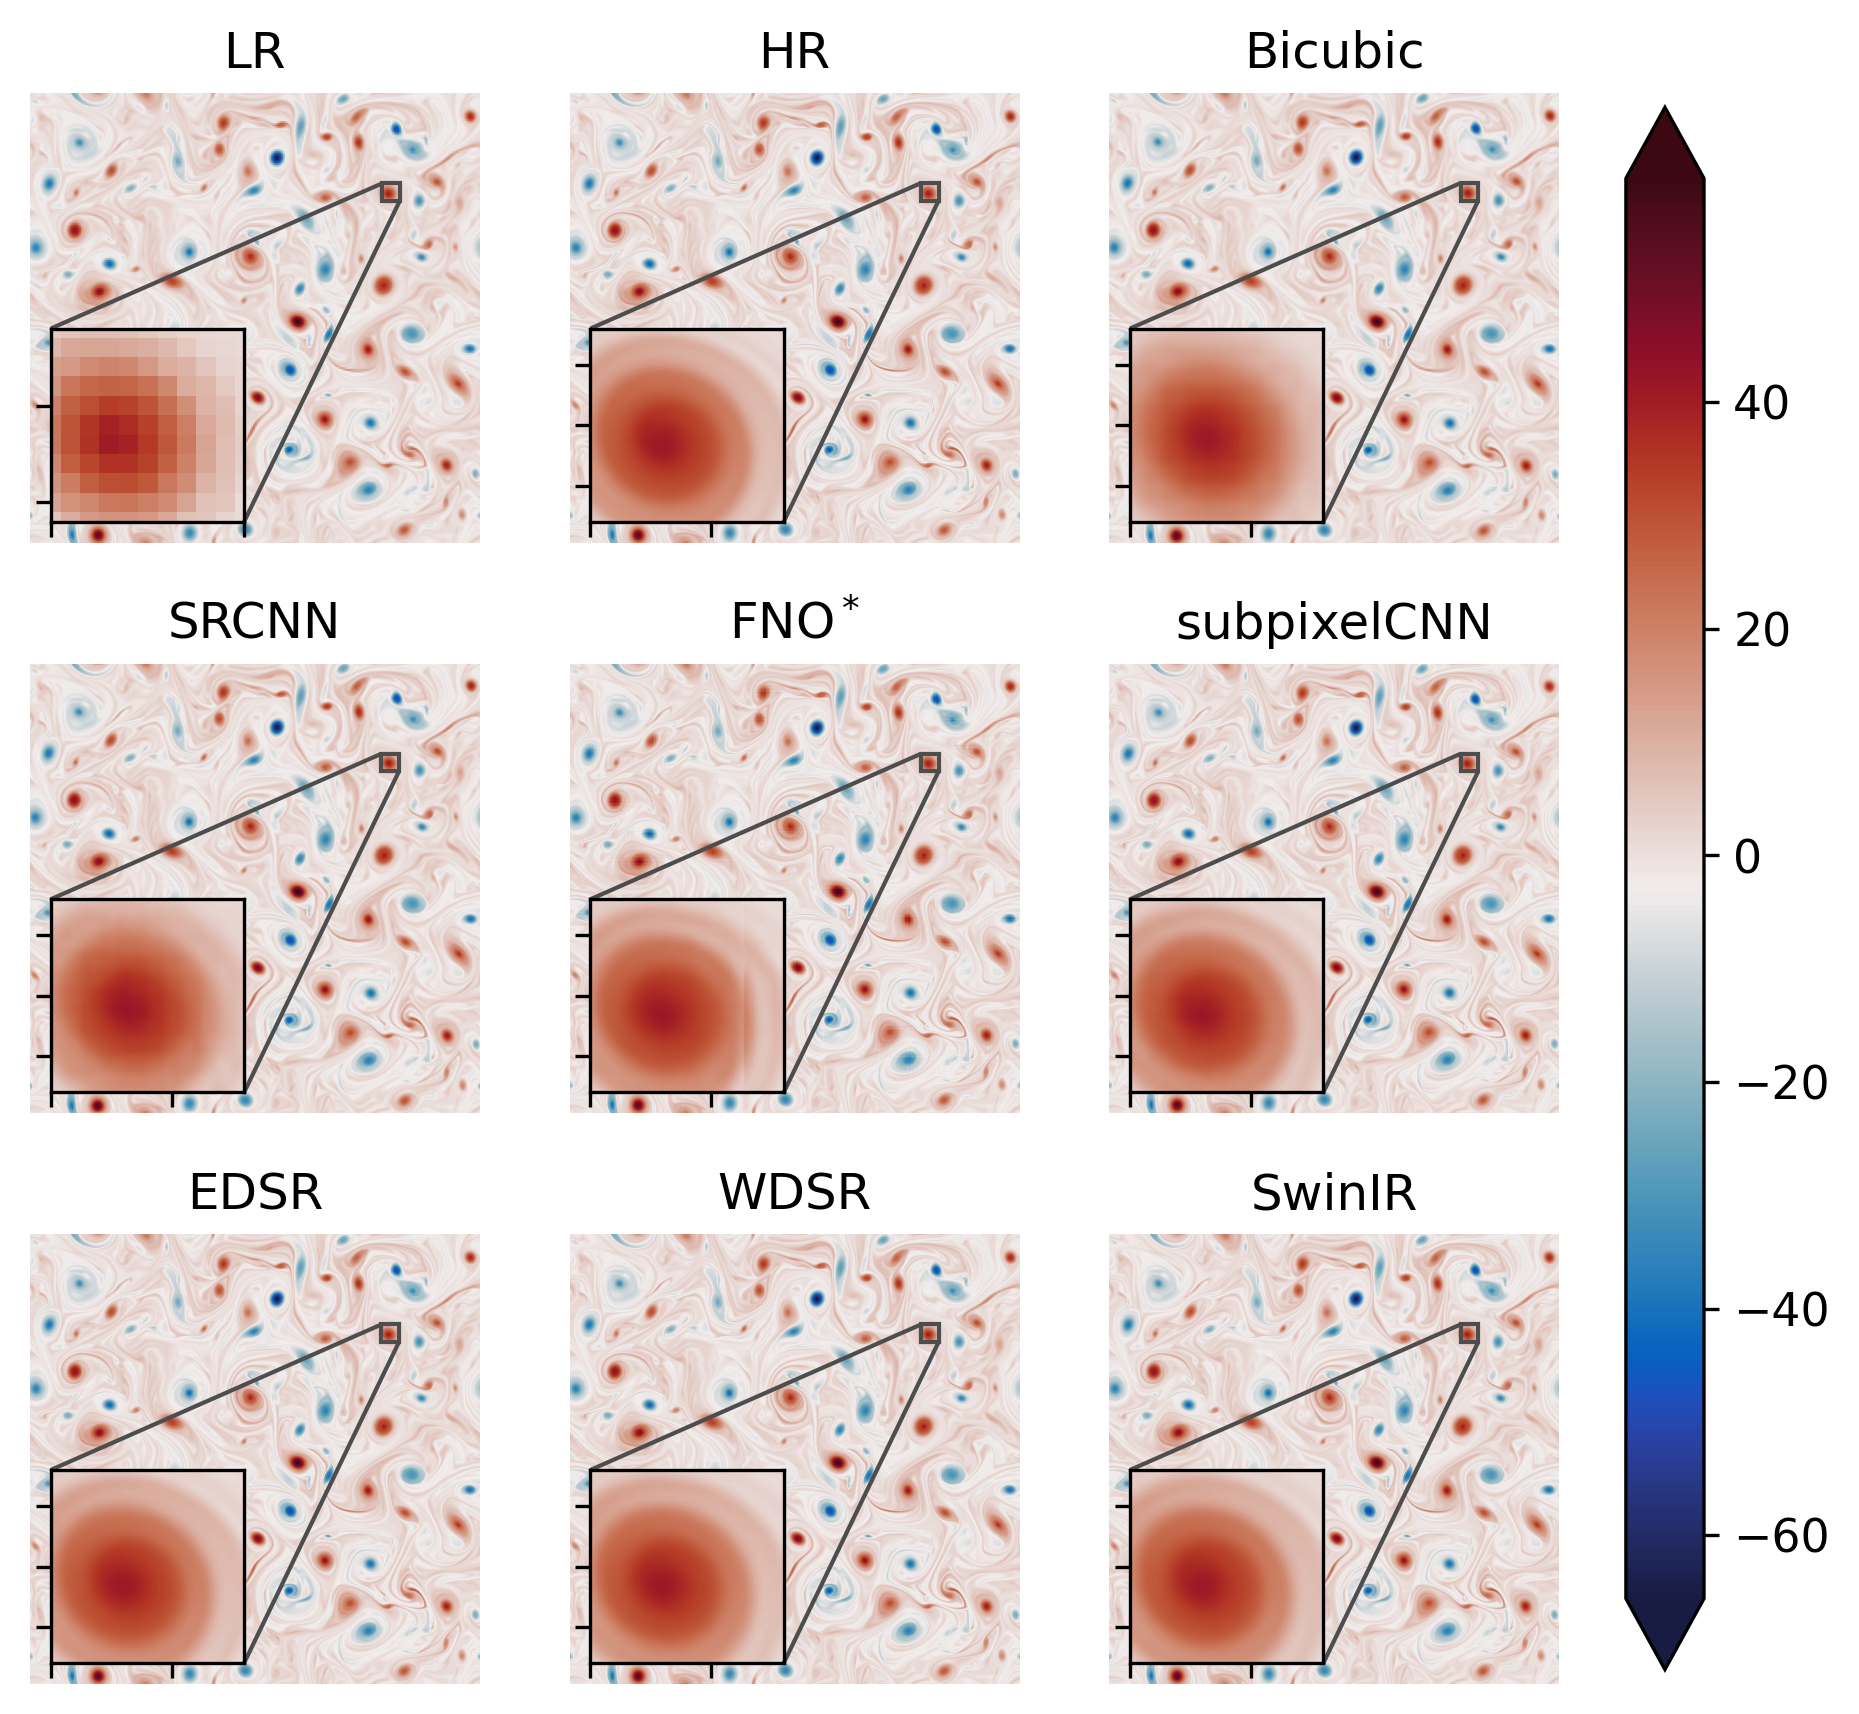 LR
HR
Bicubic
SRCNN
FNO*
subpixelCNN
EDSR
WDSR
SwinIR
40
20
0
−20
−40
−60